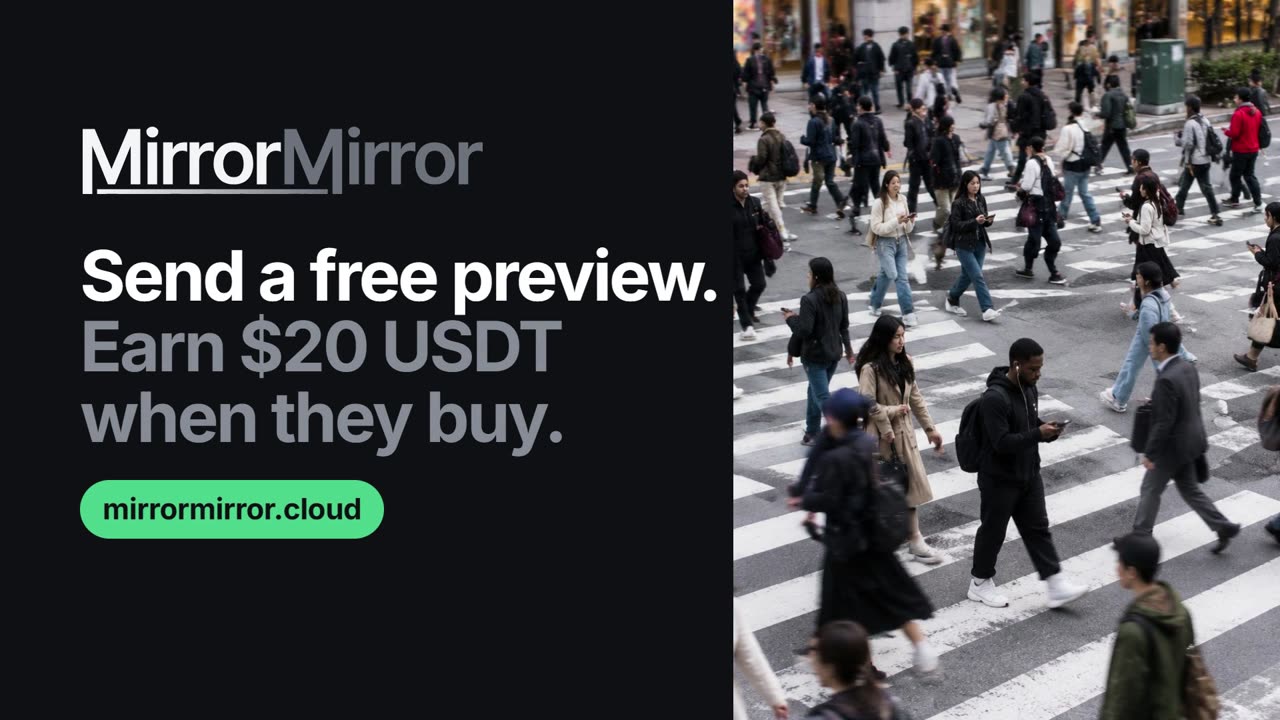 MirrorMirror
Send a free preview.
Earn $20 USDT
when they buy.
mirrormirror.cloud